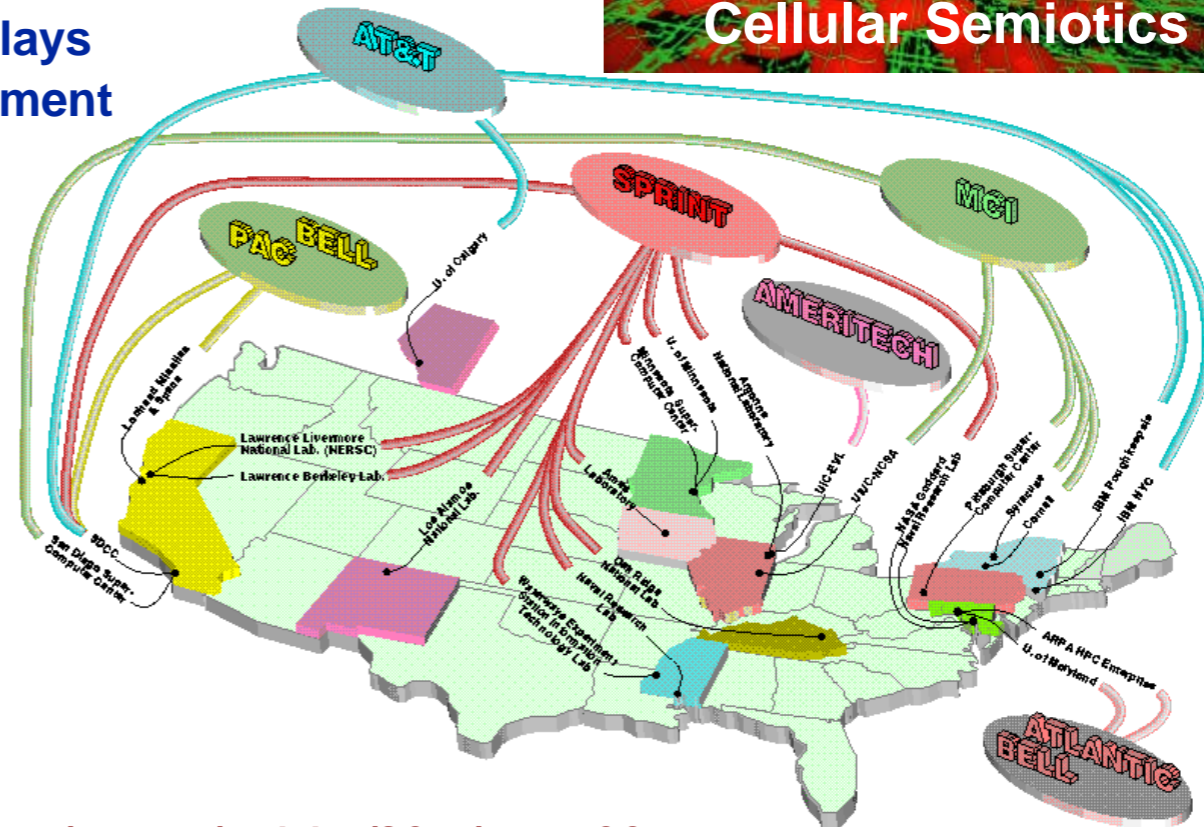 lays
ment
Cellular Semiotics
AT&T
SPRINT
MCI
PAC BELL
AMERITECH
U. of Calgary
Lockheed Missiles
& Space
Lawrence Livermore
National Lab. (NERSC)
Lawrence Berkeley Lab.
Los Alamos
National Lab.
Minnesota Super-
Computer Center
U. of Minnesota
Argonne
National Laboratory
Ames
Laboratory
UIC-EVL
NASA Goddard
Naval Research Lab
Pittsburgh Super-
Computer Center
Syracuse
Cornell
IBM Poughkeepsie
IBM NYC
SDCC
San Diego Super-
Computer Center
Oak Ridge
National Lab
Naval Research
Lab
Waterways Experiment
Station Information
Technology Lab
ARPA HPC Enterprise
U. of Maryland
ATLANTIC
BELL